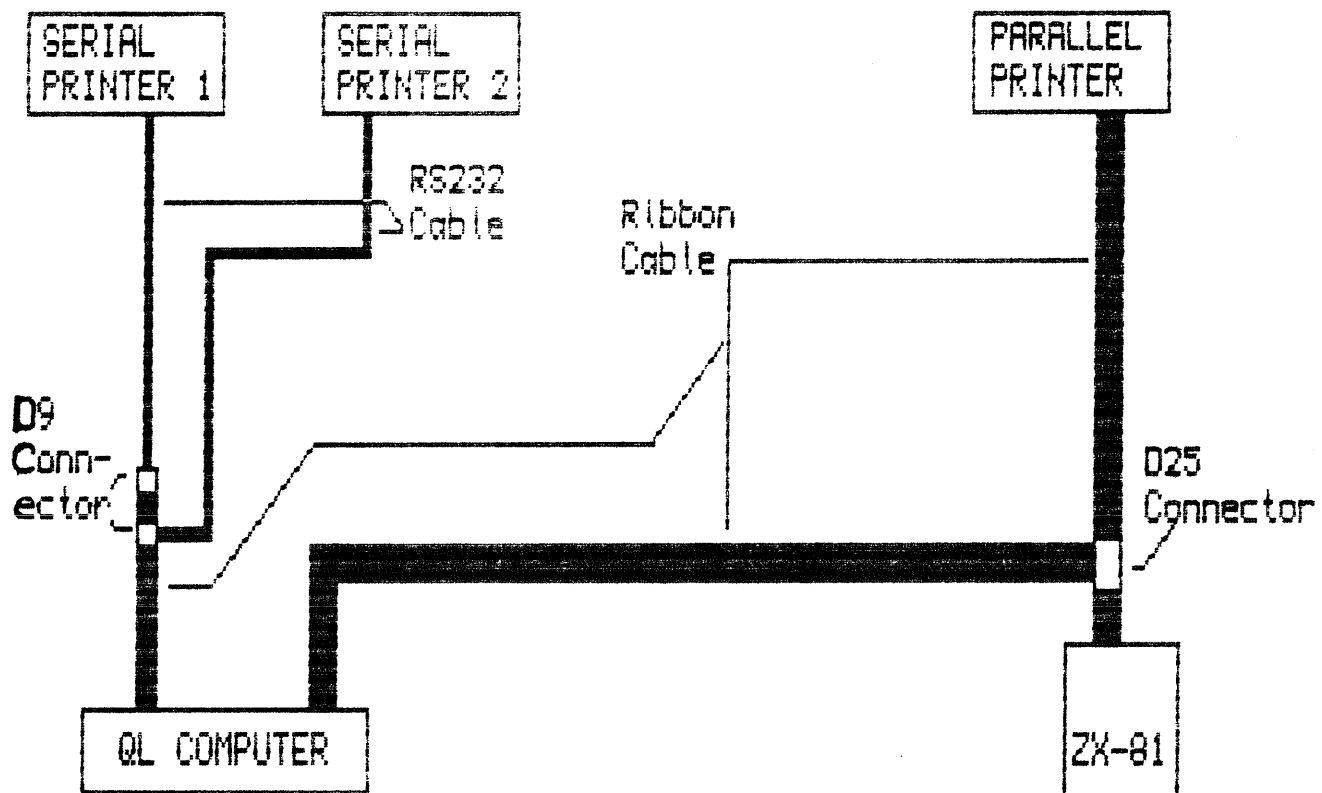 SERIAL
PRINTER 1
SERIAL
PRINTER 2
PARALLEL
PRINTER
RS232
Cable
Ribbon
Cable
D9
Conn-
ector
D25
Connector
QL COMPUTER
ZX-81